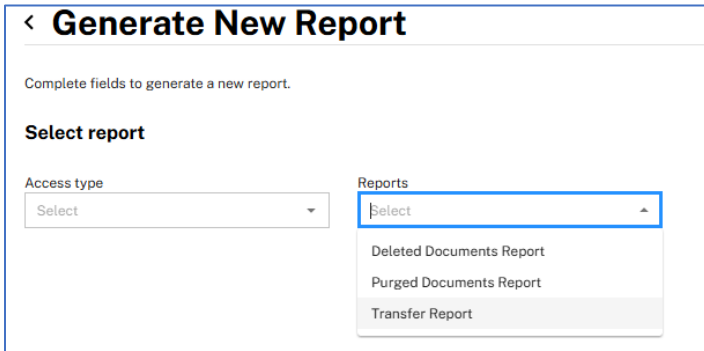 Generate New Report
Complete fields to generate a new report.
Select report
Access type
Select
Reports
Select
Deleted Documents Report
Purged Documents Report
Transfer Report